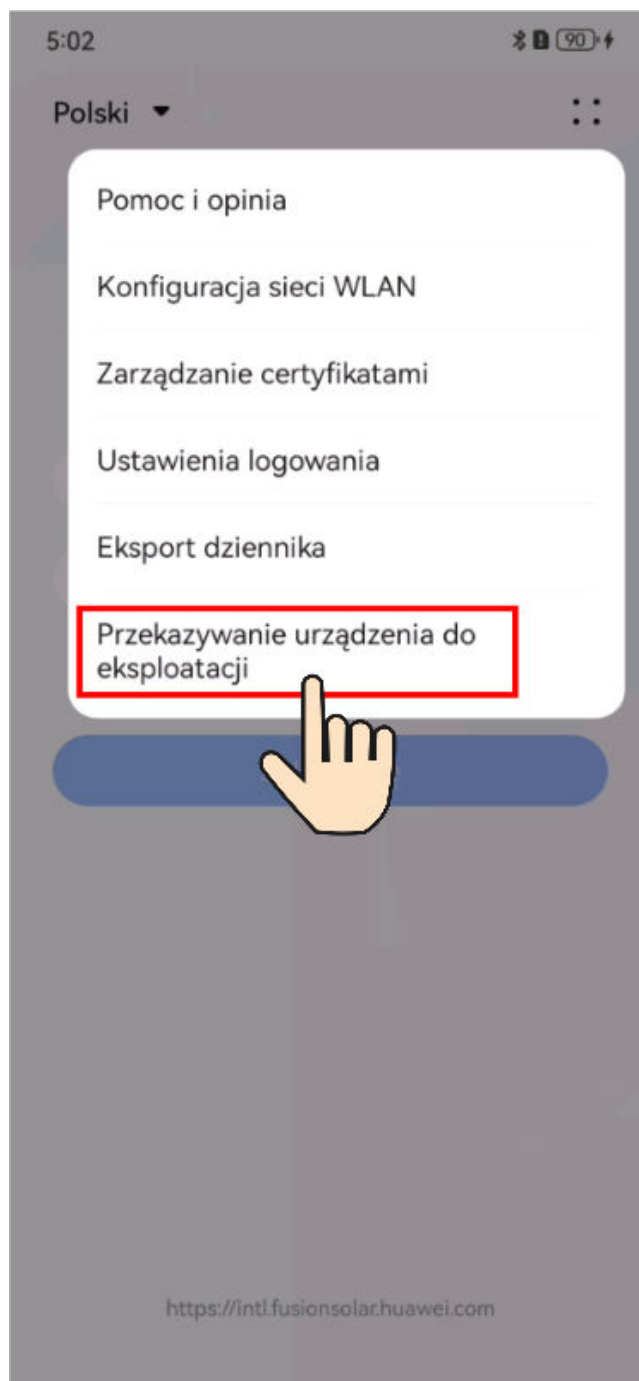 5:02
90
Polski
Pomoc i opinia
Konfiguracja sieci WLAN
Zarządzanie certyfikatami
Ustawienia logowania
Eksport dziennika
Przekazywanie urządzenia do
eksploatacji
https://intl.fusionsolar.huawei.com